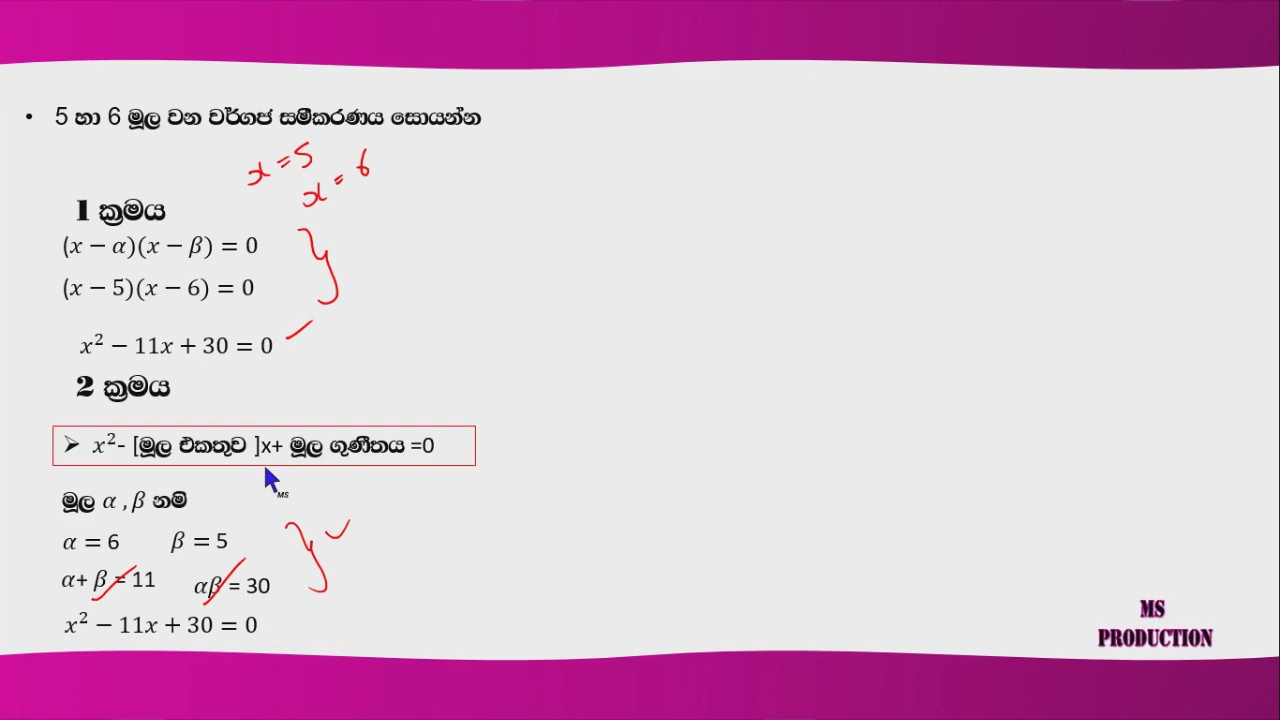 • 5 හා 6 මූල වන වර්ගජ සමීකරණය සොයන්න
x = 5
x = 6
1 ක්‍රමය
(x − α)(x − β) = 0
(x − 5)(x − 6) = 0
x² − 11x + 30 = 0
2 ක්‍රමය
➢ x²- [මූල එකතුව ]x+ මූල ගුණිතය =0
MS
මූල α , β නම්
α = 6 β = 5
α+ β = 11 αβ = 30
x² − 11x + 30 = 0
MS
PRODUCTION